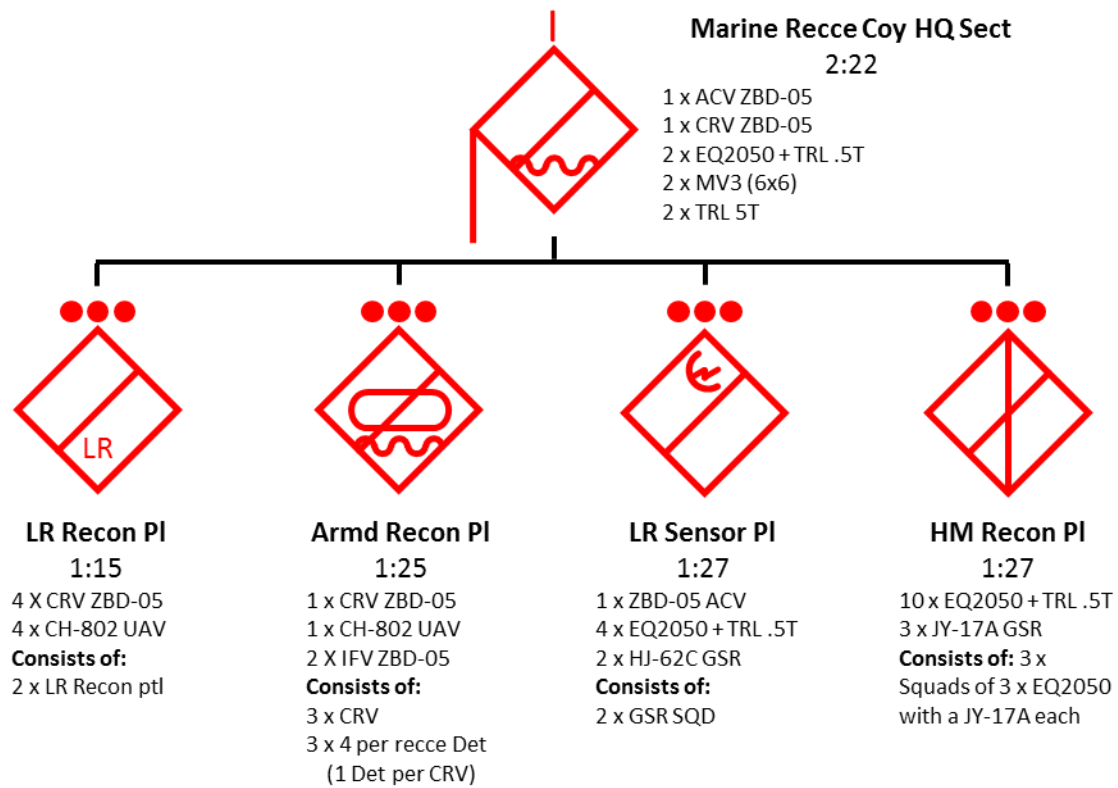 Marine Recce Coy HQ Sect
2:22
1 x ACV ZBD-05
1 x CRV ZBD-05
2 x EQ2050 + TRL .5T
2 x MV3 (6x6)
2 x TRL 5T
LR
LR Recon Pl
1:15
4 X CRV ZBD-05
4 x CH-802 UAV
Consists of:
2 x LR Recon ptl
Armd Recon Pl
1:25
1 x CRV ZBD-05
1 x CH-802 UAV
2 X IFV ZBD-05
Consists of:
3 x CRV
3 x 4 per recce Det
(1 Det per CRV)
LR Sensor Pl
1:27
1 x ZBD-05 ACV
4 x EQ2050 + TRL .5T
2 x HJ-62C GSR
Consists of:
2 x GSR SQD
HM Recon Pl
1:27
10 x EQ2050 + TRL .5T
3 x JY-17A GSR
Consists of: 3 x
Squads of 3 x EQ2050
with a JY-17A each